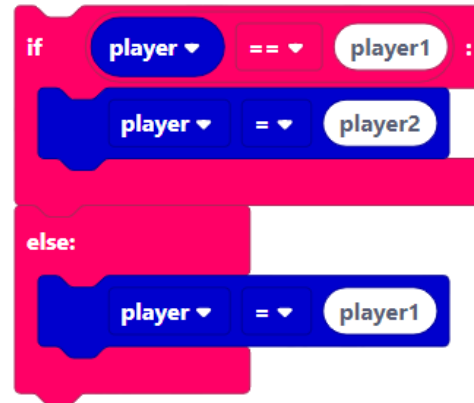 if player == player1 :
player = player2
else:
player = player1